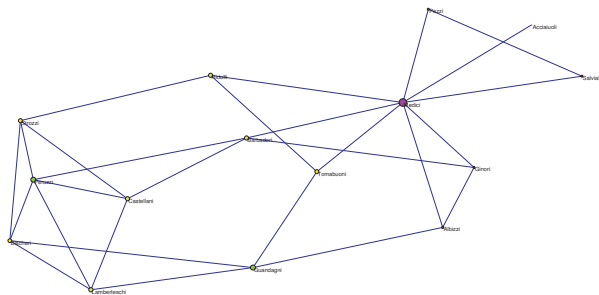 Pazzi
Acciaiuoli
Salviati
Ridolfi
Medici
Strozzi
Barbadori
Tornabuoni
Ginori
Peruzzi
Castellani
Albizzi
Bischeri
Guadagni
Lamberteschi